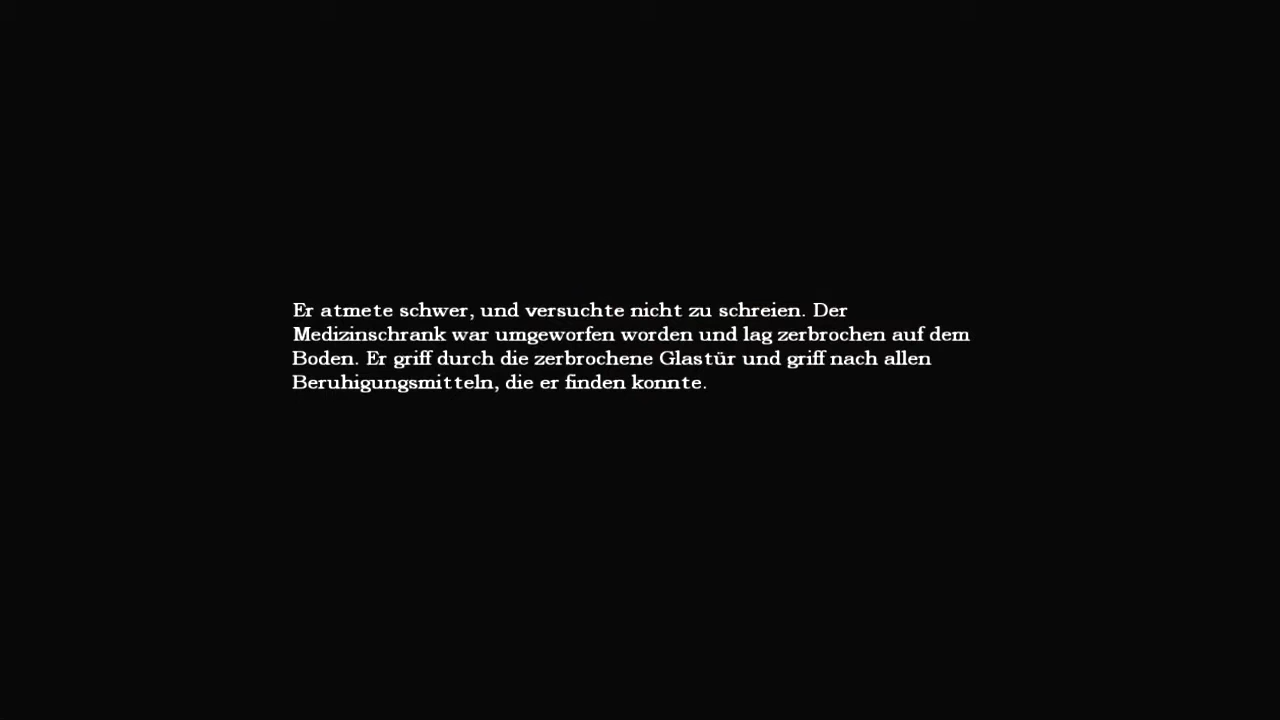 Er atmete schwer, und versuchte nicht zu schreien. Der
Medizinschrank war umgeworfen worden und lag zerbrochen auf dem
Boden. Er griff durch die zerbrochene Glastür und griff nach allen
Beruhigungsmitteln, die er finden konnte.